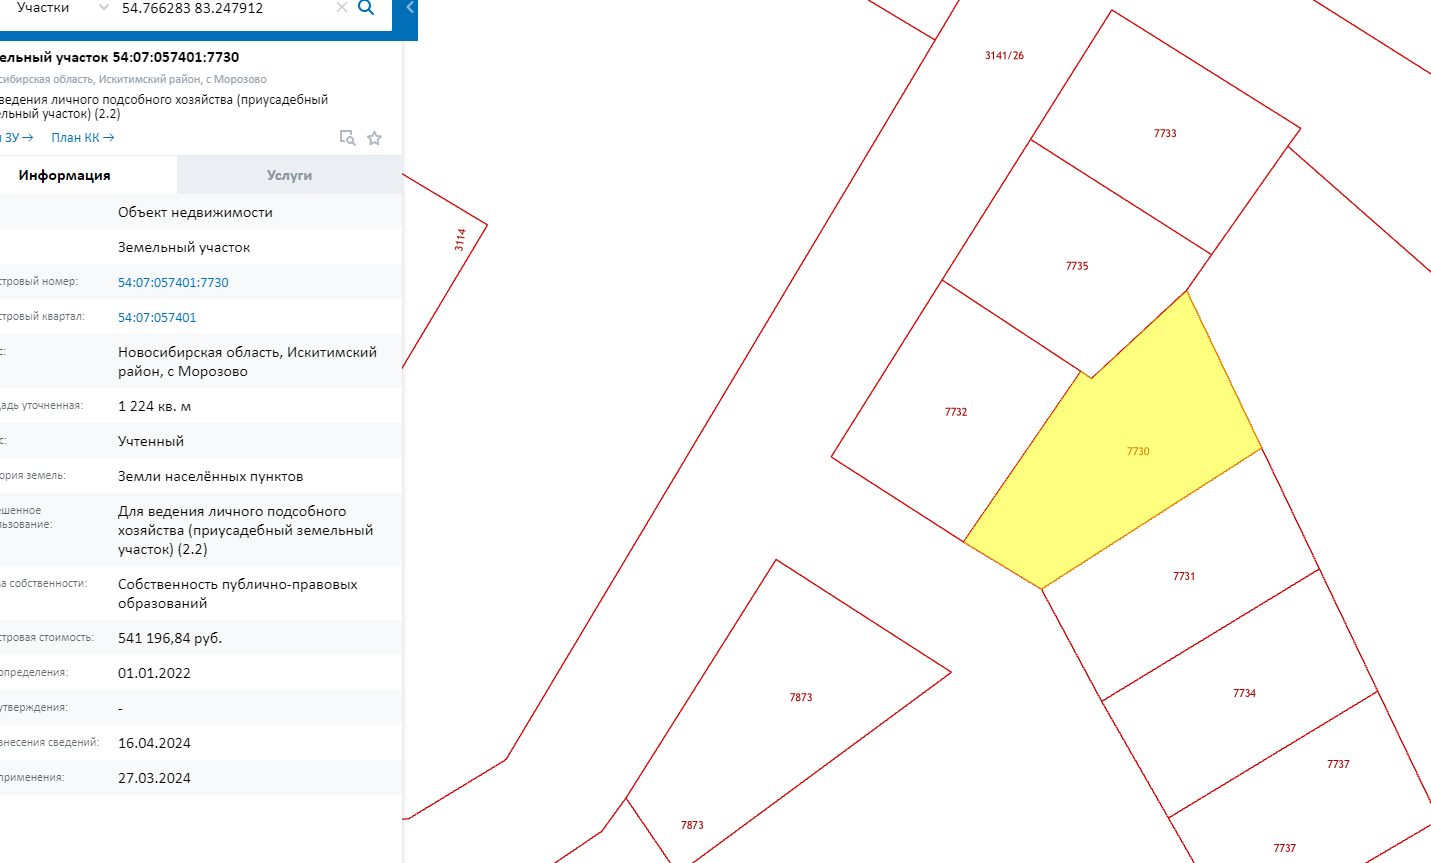 Участки 54.766283 83.247912
ельный участок 54:07:057401:7730
сибирская область, Искитимский район, с Морозово
ведения личного подсобного хозяйства (приусадебный
ельный участок) (2.2)
ЗУ → План КК →
Информация Услуги
Объект недвижимости
Земельный участок
стровый номер: 54:07:057401:7730
стровый квартал: 54:07:057401
с: Новосибирская область, Искитимский
район, с Морозово
адь уточненная: 1 224 кв. м
с: Учтенный
ория земель: Земли населённых пунктов
ешенное
льзование:
Для ведения личного подсобного
хозяйства (приусадебный земельный
участок) (2.2)
а собственности: Собственность публично-правовых
образований
стровая стоимость: 541 196,84 руб.
определения: 01.01.2022
утверждения: -
внесения сведений: 16.04.2024
применения: 27.03.2024
3141/26
7733
3114
7735
7732
7730
7731
7873
7734
7737
7873
7737